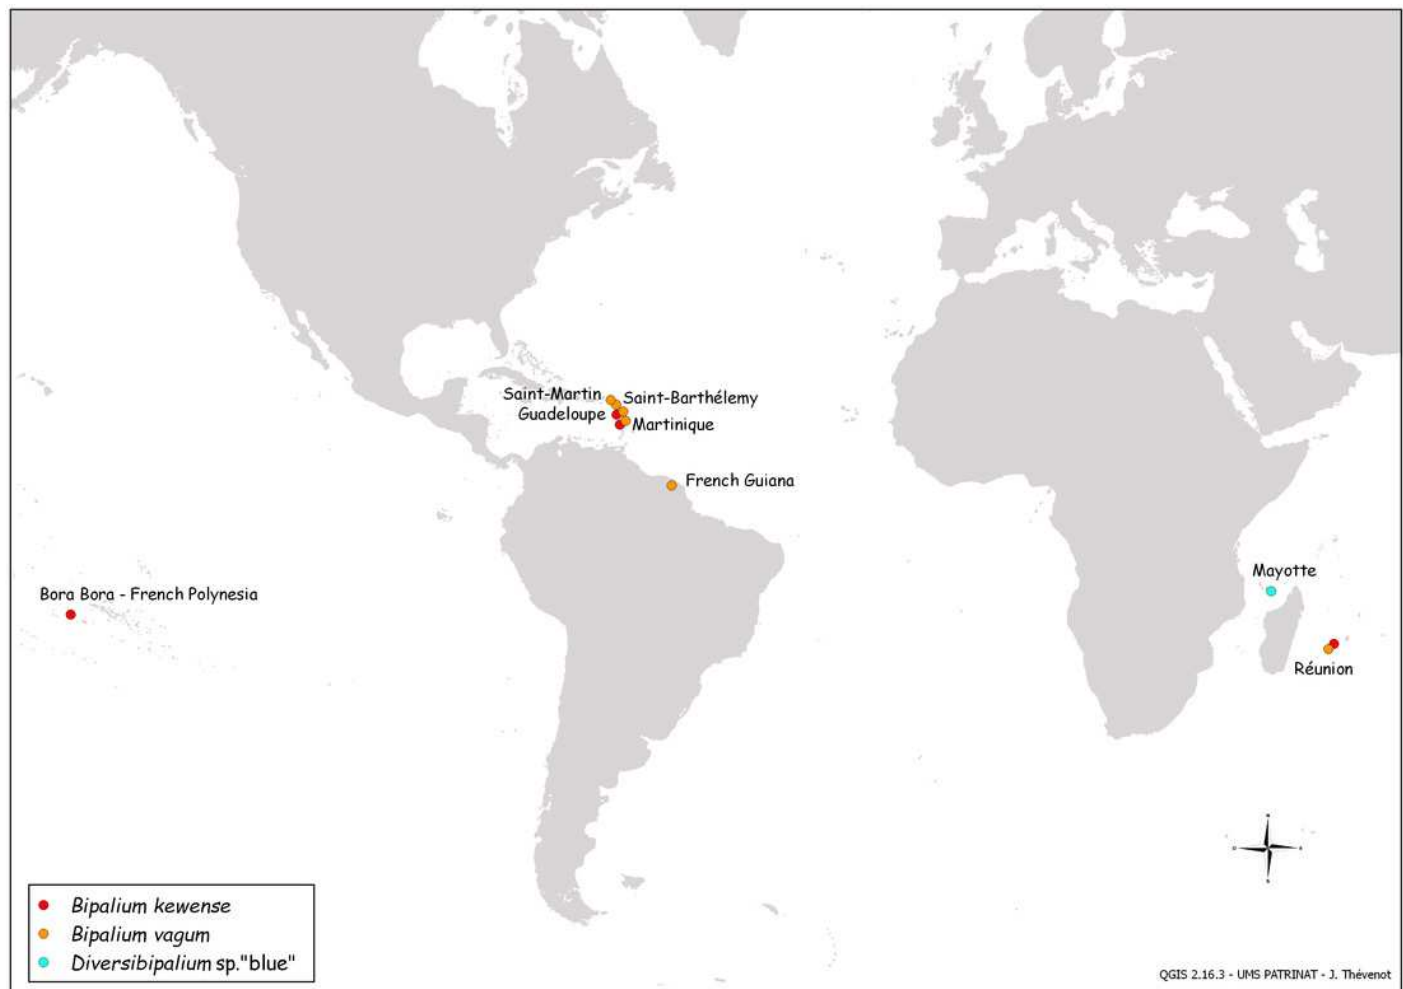 Saint-Martin
Saint-Barthélemy
Guadeloupe
Martinique
French Guiana
Mayotte
Bora Bora - French Polynesia
Réunion
Bipalium kewense
Bipalium vagum
Diversibipalium sp."blue"
QGIS 2.16.3 - UMS PATRINAT - J. Thévenot